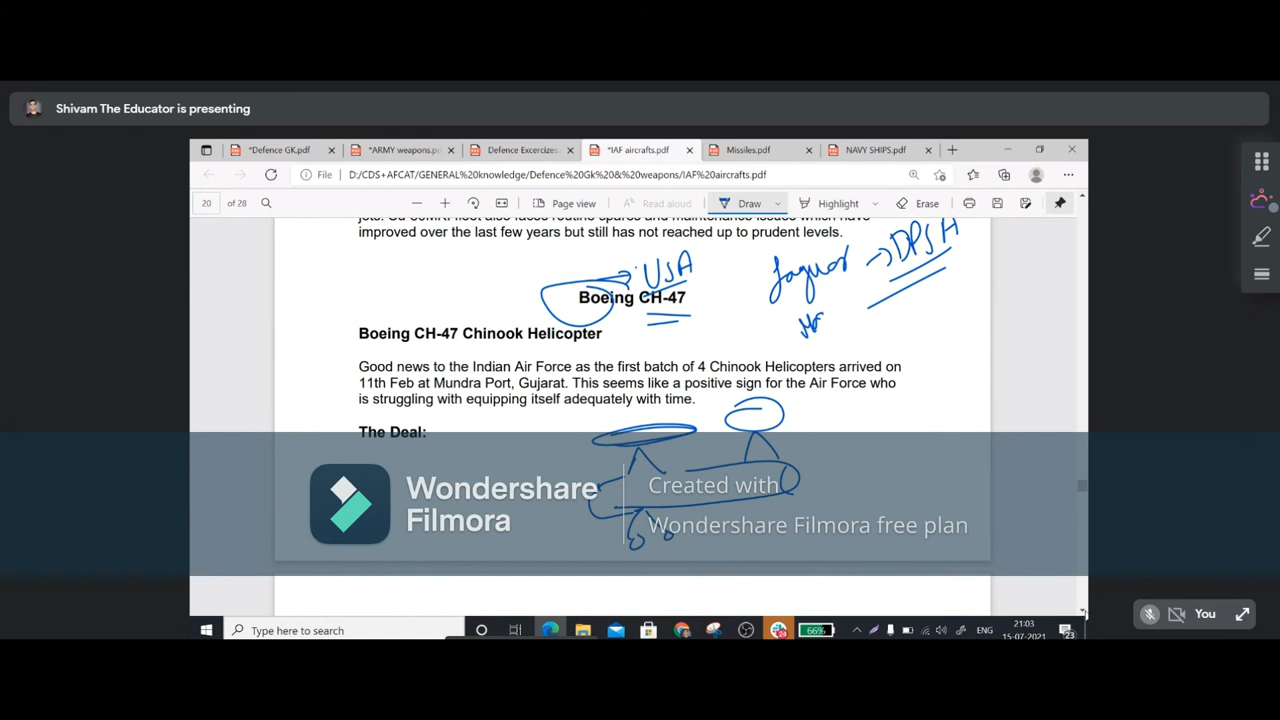 Shivam The Educator is presenting
*Defence GK.pdf
*ARMY weapons.pc
Defence Excercizes.
*IAF aircrafts.pdf
Missiles.pdf
NAVY SHIPS.pdf
File
D:/CDS+AFCAT/GENERAL%20knowledge/Defence%20Gk%20&%20weapons/IAF%20aircrafts.pdf
20 of 28
Page view
Read aloud
Draw
Highlight
Erase
improved over the last few years but still has not reached up to prudent levels.
USA
Jaguar → DPSA
Boeing CH-47
Boeing CH-47 Chinook Helicopter
Good news to the Indian Air Force as the first batch of 4 Chinook Helicopters arrived on
11th Feb at Mundra Port, Gujarat. This seems like a positive sign for the Air Force who
is struggling with equipping itself adequately with time.
The Deal:
Wondershare
Filmora
Created with
Wondershare Filmora free plan
You
Type here to search
66%
ENG
21:03
15-07-2021
23